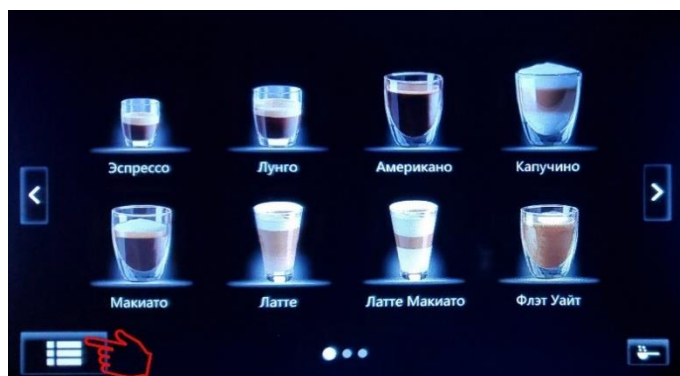 Эспрессо
Лунго
Американо
Капучино
Макиато
Латте
Латте Макиато
Флэт Уайт